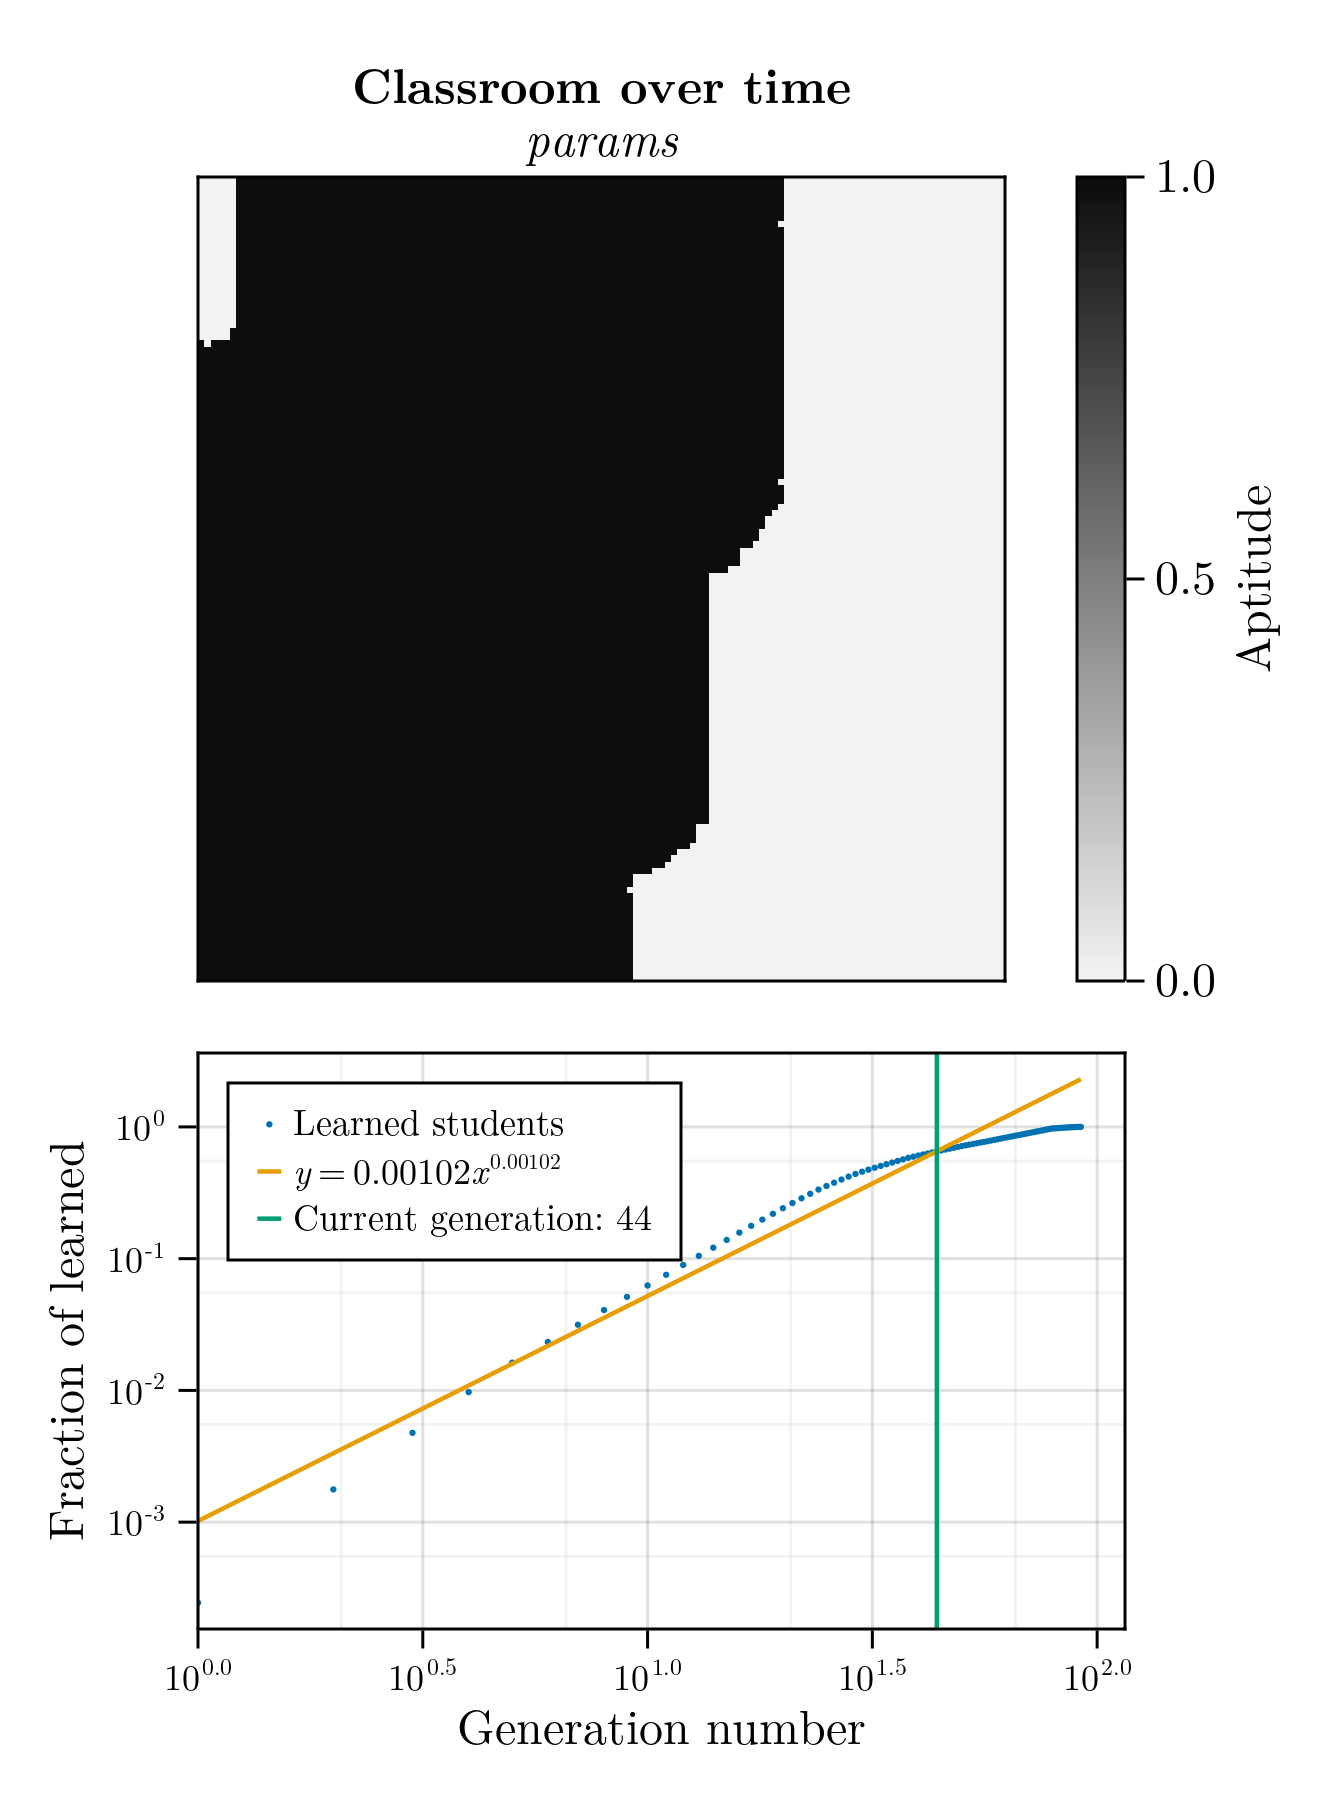 Classroom over time
params
1.0
0.5
0.0
Aptitude
Learned students
y = 0.00102x^0.00102
Current generation: 44
10^0
10^-1
10^-2
10^-3
Fraction of learned
10^0.0 10^0.5 10^1.0 10^1.5 10^2.0
Generation number